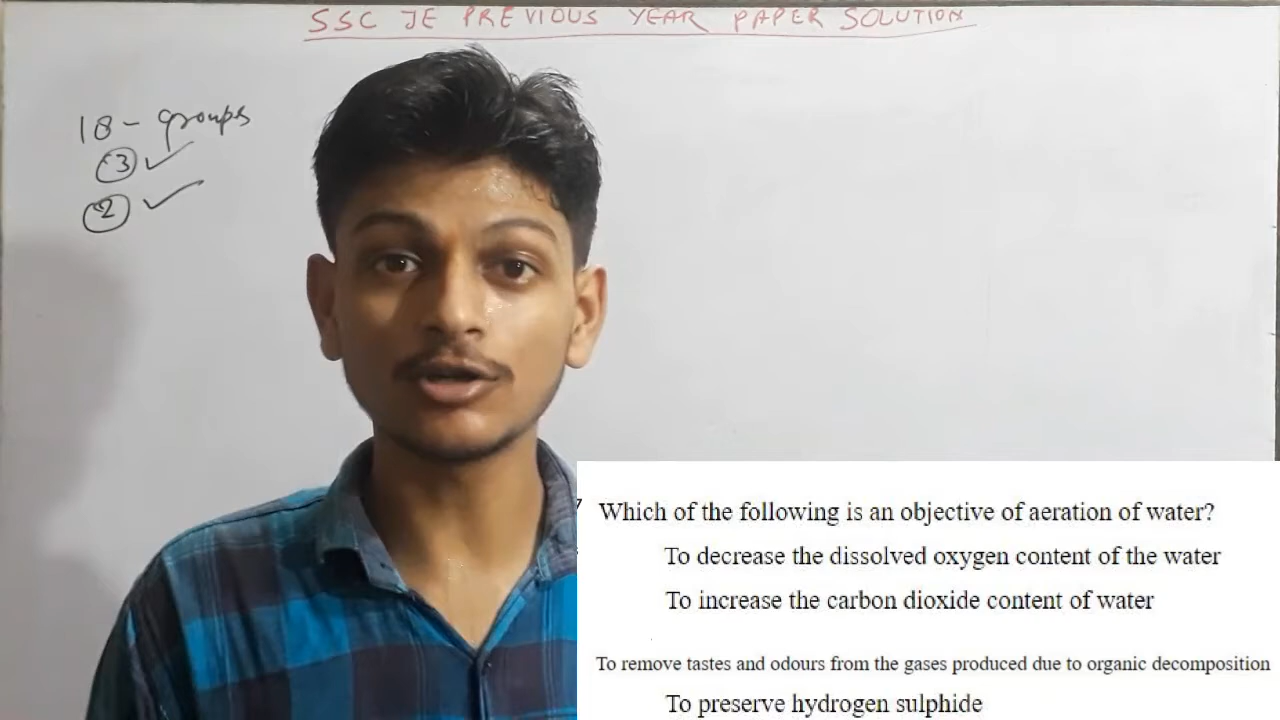 SSC JE PREVIOUS YEAR PAPER SOLUTION
18 - groups
3
2
Which of the following is an objective of aeration of water?
To decrease the dissolved oxygen content of the water
To increase the carbon dioxide content of water
To remove tastes and odours from the gases produced due to organic decomposition
To preserve hydrogen sulphide